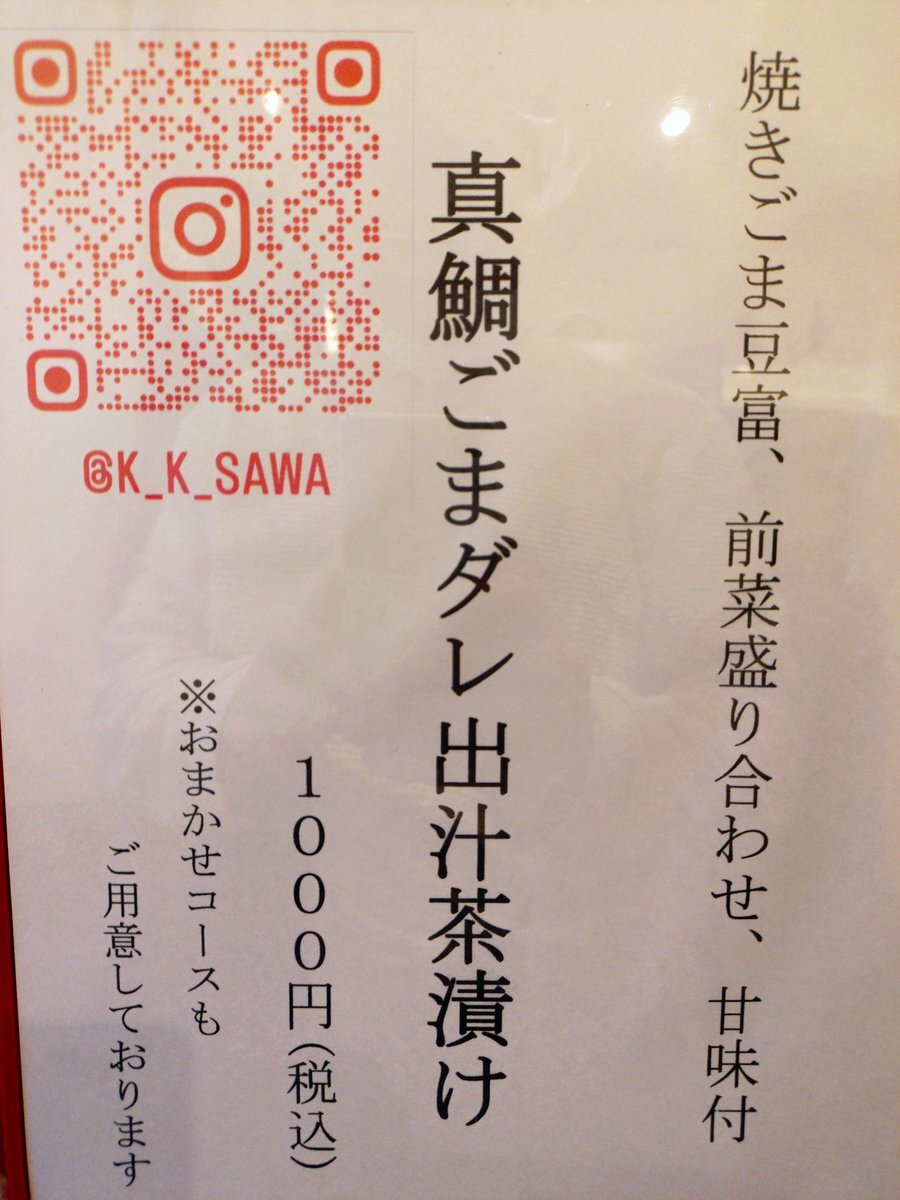 焼きごま豆富、前菜盛り合わせ、甘味付
真鯛ごまダレ出汁茶漬け
1000円(税込)
※おまかせコースも
ご用意しております
@K_K_SAWA